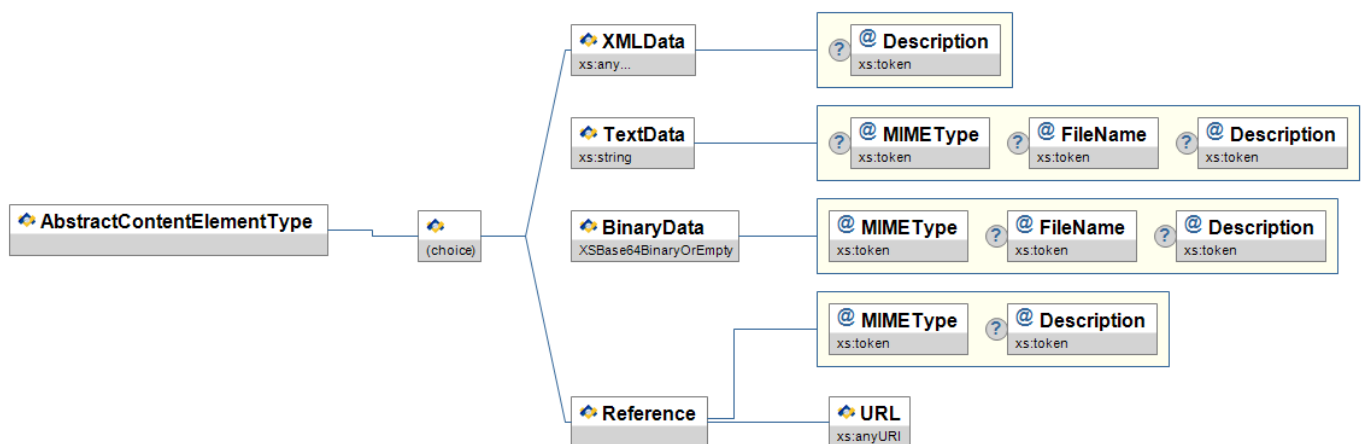 XMLData
xs:any...
? @ Description
xs:token
TextData
xs:string
? @ MIMEType ? @ FileName ? @ Description
xs:token xs:token xs:token
AbstractContentElementType
(choice)
BinaryData
XSBase64BinaryOrEmpty
@ MIMEType ? @ FileName ? @ Description
xs:token xs:token xs:token
@ MIMEType ? @ Description
xs:token xs:token
Reference
URL
xs:anyURI